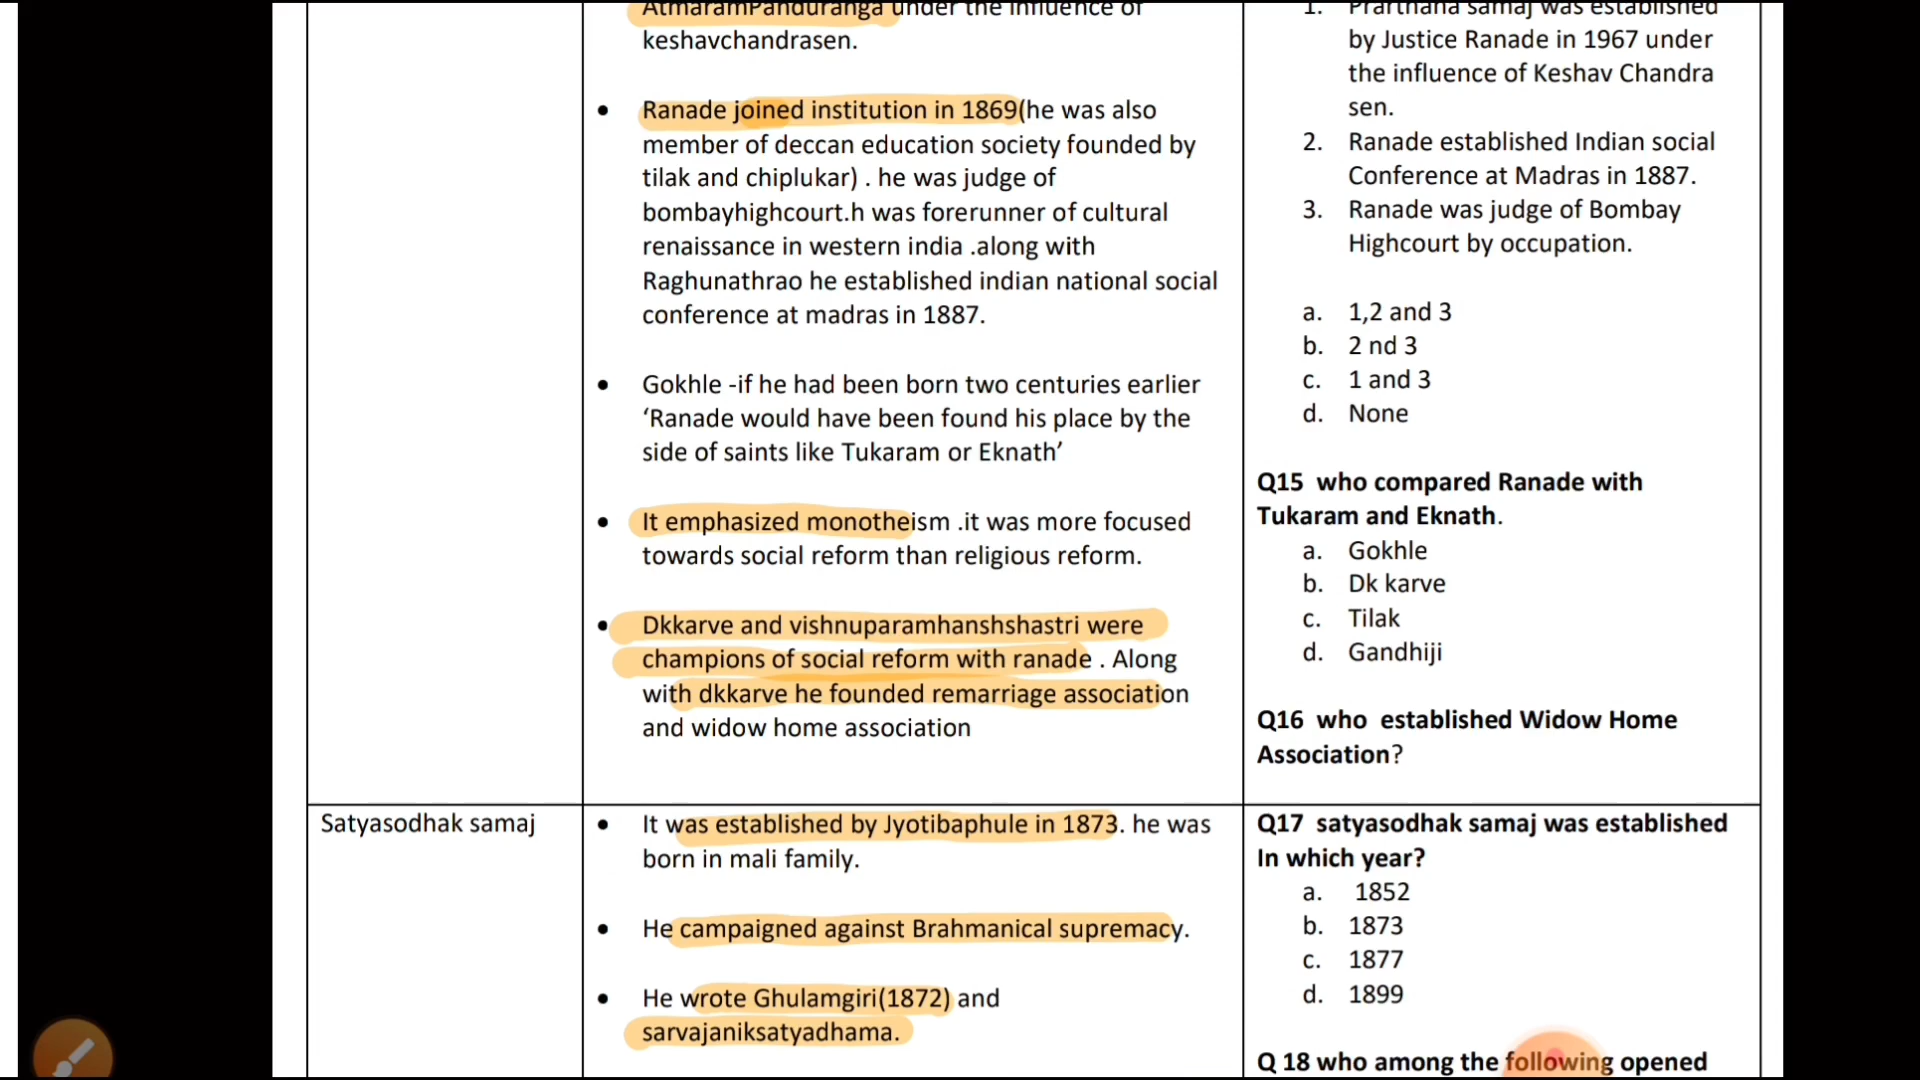 AtmaramPanduranga under the influence of
keshavchandrasen.
Ranade joined institution in 1869(he was also
member of deccan education society founded by
tilak and chiplukar) . he was judge of
bombayhighcourt.h was forerunner of cultural
renaissance in western india .along with
Raghunathrao he established indian national social
conference at madras in 1887.
Gokhle -if he had been born two centuries earlier
‘Ranade would have been found his place by the
side of saints like Tukaram or Eknath’
It emphasized monotheism .it was more focused
towards social reform than religious reform.
Dkkarve and vishnuparamhanshshastri were
champions of social reform with ranade . Along
with dkkarve he founded remarriage association
and widow home association
1. Prarthana samaj was established
by Justice Ranade in 1967 under
the influence of Keshav Chandra
sen.
2. Ranade established Indian social
Conference at Madras in 1887.
3. Ranade was judge of Bombay
Highcourt by occupation.
a. 1,2 and 3
b. 2 nd 3
c. 1 and 3
d. None
Q15 who compared Ranade with
Tukaram and Eknath.
a. Gokhle
b. Dk karve
c. Tilak
d. Gandhiji
Q16 who established Widow Home
Association?
Satyasodhak samaj
It was established by Jyotibaphule in 1873. he was
born in mali family.
He campaigned against Brahmanical supremacy.
He wrote Ghulamgiri(1872) and
sarvajaniksatyadhama.
Q17 satyasodhak samaj was established
In which year?
a. 1852
b. 1873
c. 1877
d. 1899
Q 18 who among the following opened